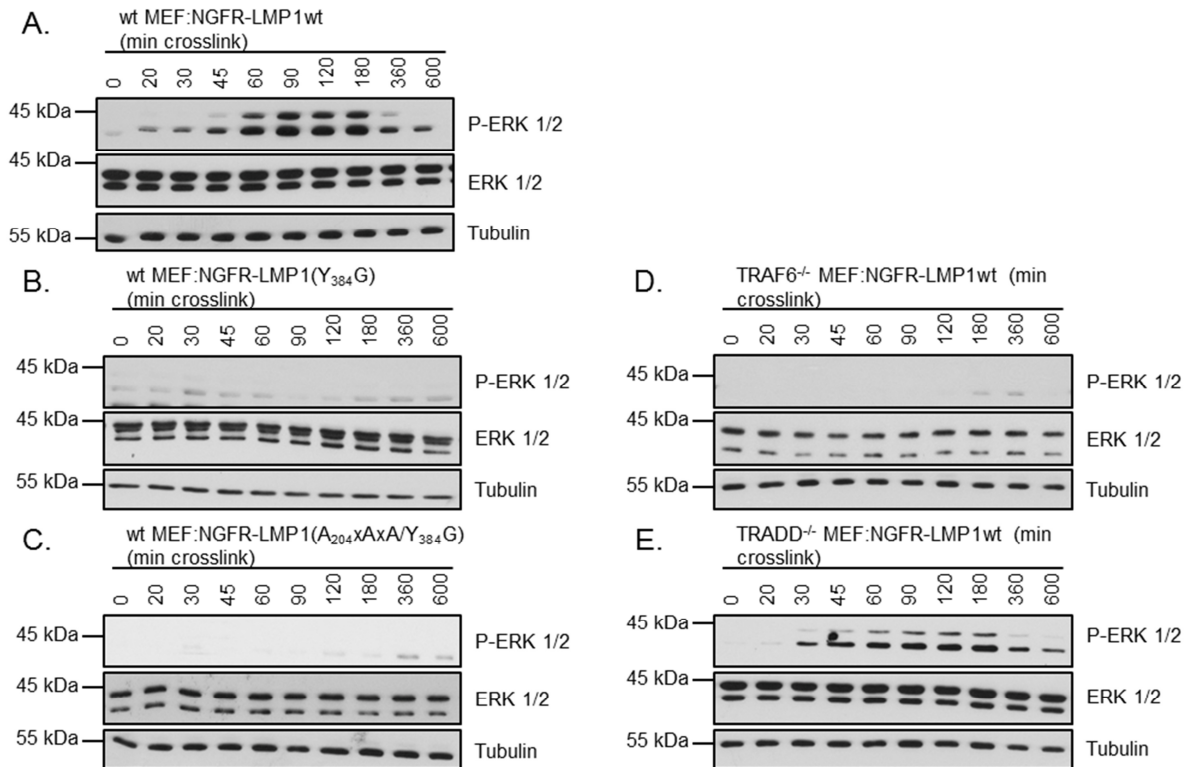 A.
wt MEF:NGFR-LMP1wt
(min crosslink)
0 20 30 45 60 90 120 180 360 600
45 kDa
P-ERK 1/2
45 kDa
ERK 1/2
55 kDa
Tubulin
B.
wt MEF:NGFR-LMP1(Y384G)
(min crosslink)
0 20 30 45 60 90 120 180 360 600
45 kDa
P-ERK 1/2
45 kDa
ERK 1/2
55 kDa
Tubulin
C.
wt MEF:NGFR-LMP1(A204xAxA/Y384G)
(min crosslink)
0 20 30 45 60 90 120 180 360 600
45 kDa
P-ERK 1/2
45 kDa
ERK 1/2
55 kDa
Tubulin
D.
TRAF6-/- MEF:NGFR-LMP1wt (min
crosslink)
0 20 30 45 60 90 120 180 360 600
45 kDa
P-ERK 1/2
45 kDa
ERK 1/2
55 kDa
Tubulin
E.
TRADD-/- MEF:NGFR-LMP1wt (min
crosslink)
0 20 30 45 60 90 120 180 360 600
45 kDa
P-ERK 1/2
45 kDa
ERK 1/2
55 kDa
Tubulin